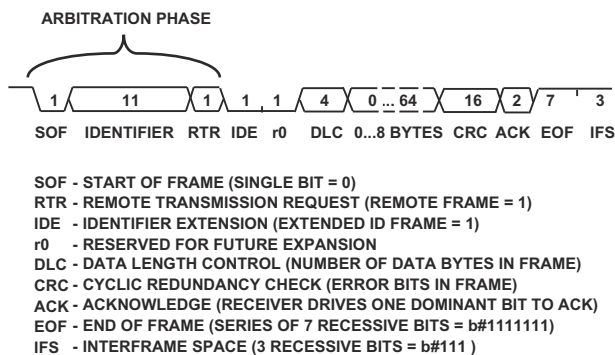 ARBITRATION PHASE
1 11 1 1 1 4 0 ... 64 16 2 7 3
SOF IDENTIFIER RTR IDE r0 DLC 0...8 BYTES CRC ACK EOF IFS
SOF - START OF FRAME (SINGLE BIT = 0)
RTR - REMOTE TRANSMISSION REQUEST (REMOTE FRAME = 1)
IDE - IDENTIFIER EXTENSION (EXTENDED ID FRAME = 1)
r0 - RESERVED FOR FUTURE EXPANSION
DLC - DATA LENGTH CONTROL (NUMBER OF DATA BYTES IN FRAME)
CRC - CYCLIC REDUNDANCY CHECK (ERROR BITS IN FRAME)
ACK - ACKNOWLEDGE (RECEIVER DRIVES ONE DOMINANT BIT TO ACK)
EOF - END OF FRAME (SERIES OF 7 RECESSIVE BITS = b#1111111)
IFS - INTERFRAME SPACE (3 RECESSIVE BITS = b#111 )